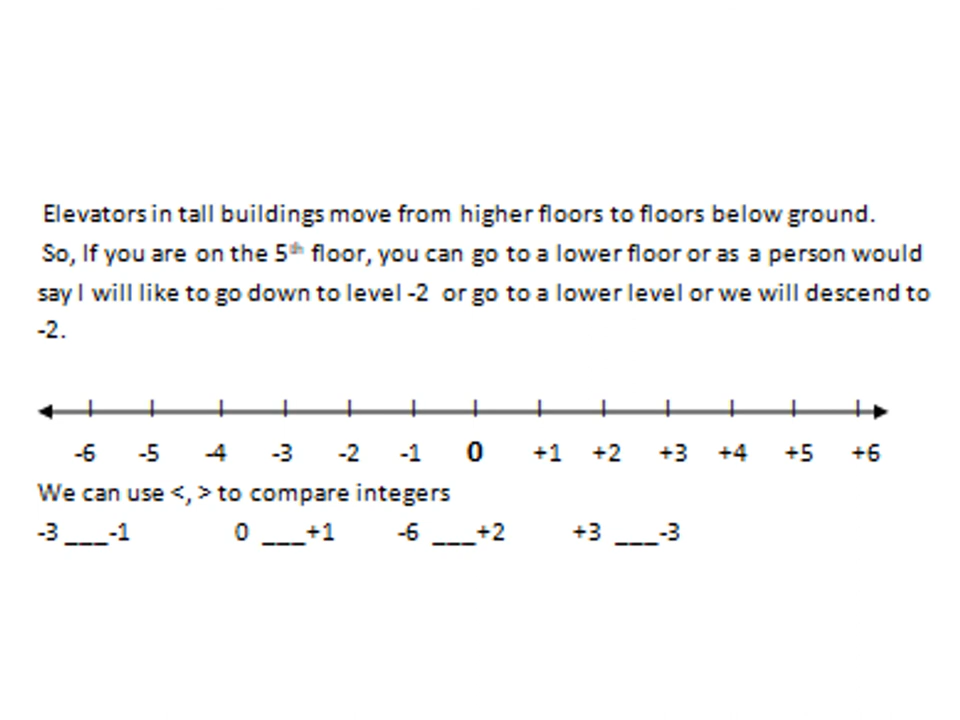 Elevators in tall buildings move from higher floors to floors below ground.
So, If you are on the 5th floor, you can go to a lower floor or as a person would
say I will like to go down to level -2 or go to a lower level or we will descend to
-2.
-6 -5 -4 -3 -2 -1 0 +1 +2 +3 +4 +5 +6
We can use <, > to compare integers
-3 ___-1 0 ___+1 -6 ___+2 +3 ___-3